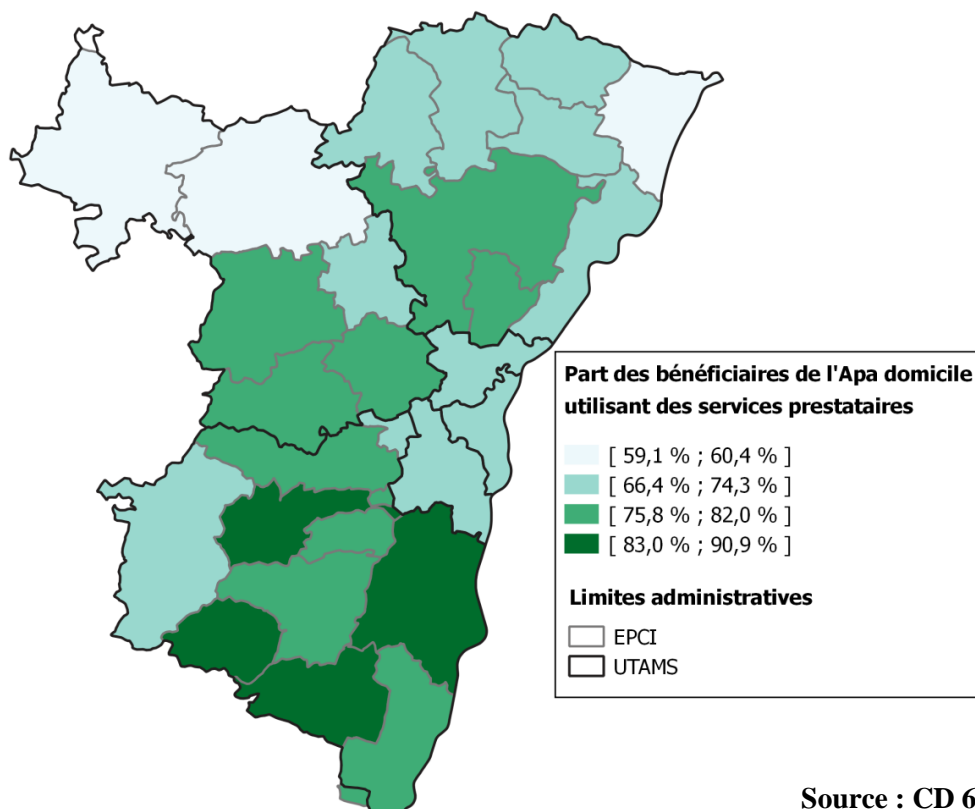 Part des bénéficiaires de l'Apa domicile
utilisant des services prestataires
[ 59,1 % ; 60,4 % ]
[ 66,4 % ; 74,3 % ]
[ 75,8 % ; 82,0 % ]
[ 83,0 % ; 90,9 % ]
Limites administratives
EPCI
UTAMS
Source : CD 6